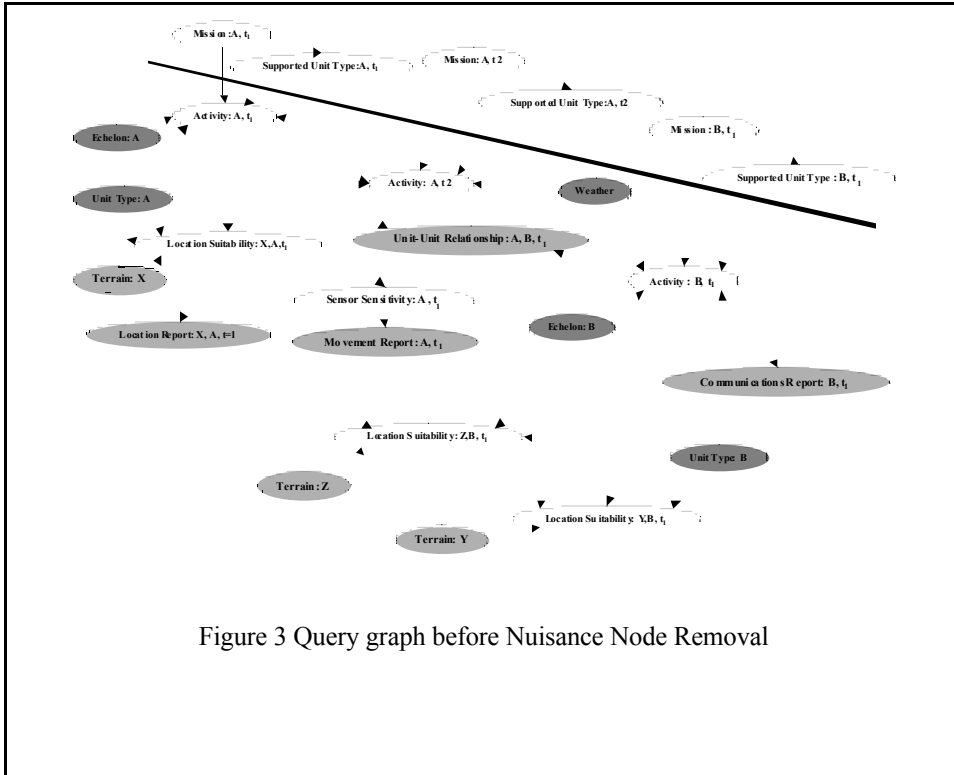 Mission :A, t1
Supported Unit Type:A, t1
Mission: A, t 2
Supported Unit Type:A, t2
Activity: A, t1
Mission : B, t 1
Echelon: A
Supported Unit Type : B, t1
Activity: A, t 2
Weather
Unit Type: A
Location Suitability: X,A,t1
Unit-Unit Relationship : A, B, t1
Terrain: X
Activity : B, t1
Sensor Sensitivity: A , t1
Echelon: B
Location Report: X, A, t=1
Movement Report : A, t1
Communications Report: B, t1
Location Suitability: Z,B, t1
Unit Type: B
Terrain : Z
Location Suitability: Y,B, t1
Terrain: Y
Figure 3 Query graph before Nuisance Node Removal